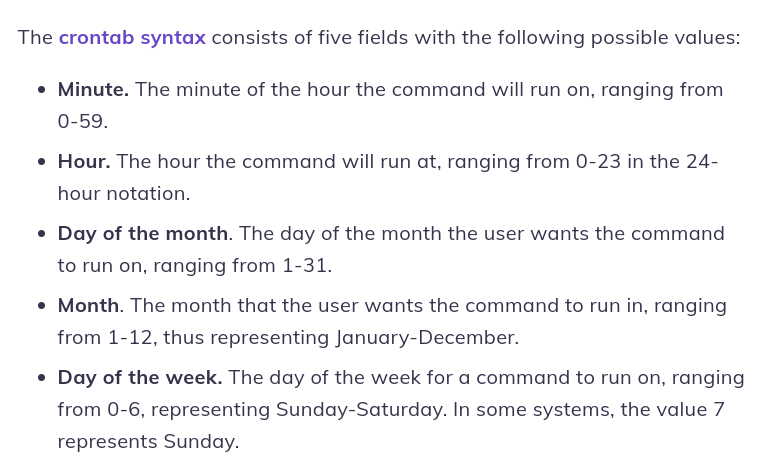 The crontab syntax consists of five fields with the following possible values:
Minute. The minute of the hour the command will run on, ranging from
0-59.
Hour. The hour the command will run at, ranging from 0-23 in the 24-
hour notation.
Day of the month. The day of the month the user wants the command
to run on, ranging from 1-31.
Month. The month that the user wants the command to run in, ranging
from 1-12, thus representing January-December.
Day of the week. The day of the week for a command to run on, ranging
from 0-6, representing Sunday-Saturday. In some systems, the value 7
represents Sunday.